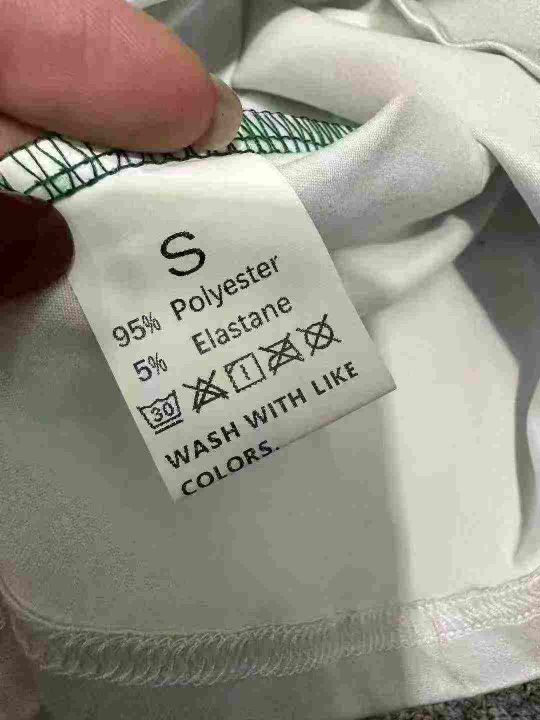 S
95% Polyester
5% Elastane
30
WASH WITH LIKE
COLORS.